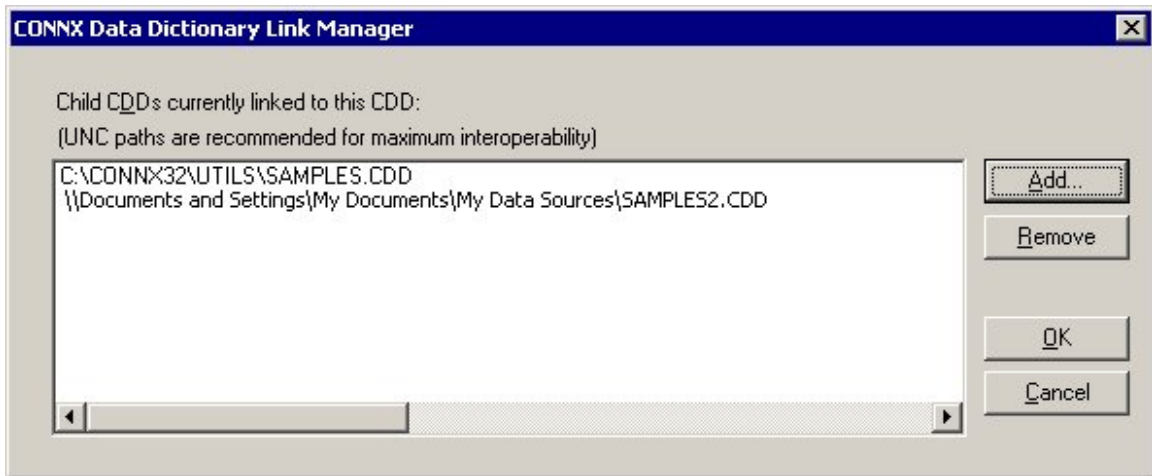 CONNX Data Dictionary Link Manager
Child CDDs currently linked to this CDD:
(UNC paths are recommended for maximum interoperability)
C:\CONNX32\UTILS\SAMPLES.CDD
\\Documents and Settings\My Documents\My Data Sources\SAMPLES2.CDD
Add...
Remove
OK
Cancel